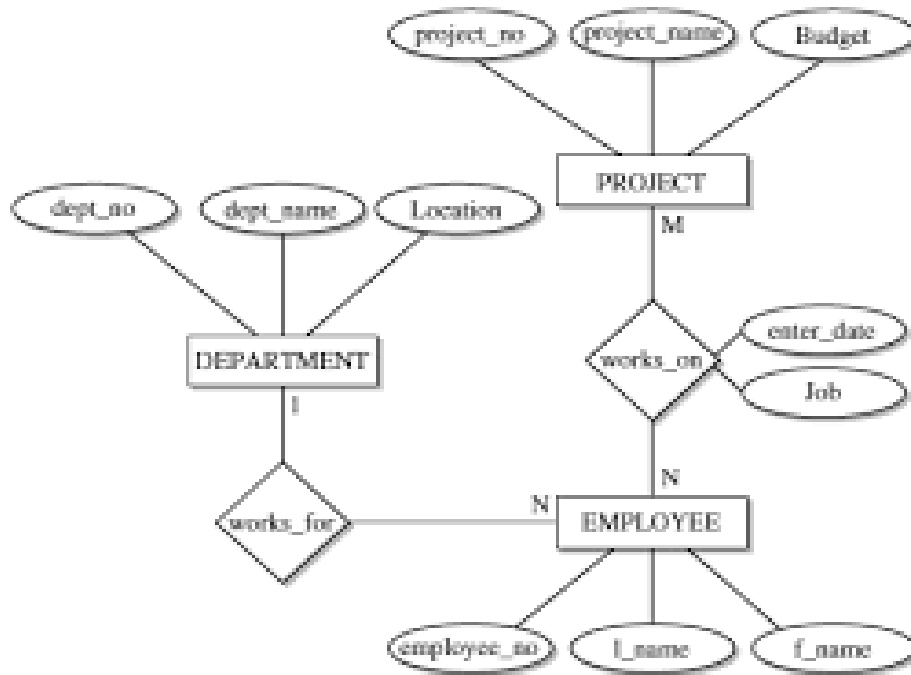 project_no
project_name
Budget
PROJECT
M
dept_no
dept_name
Location
DEPARTMENT
1
enter_date
works_on
Job
N
N
EMPLOYEE
works_for
employee_no
l_name
f_name